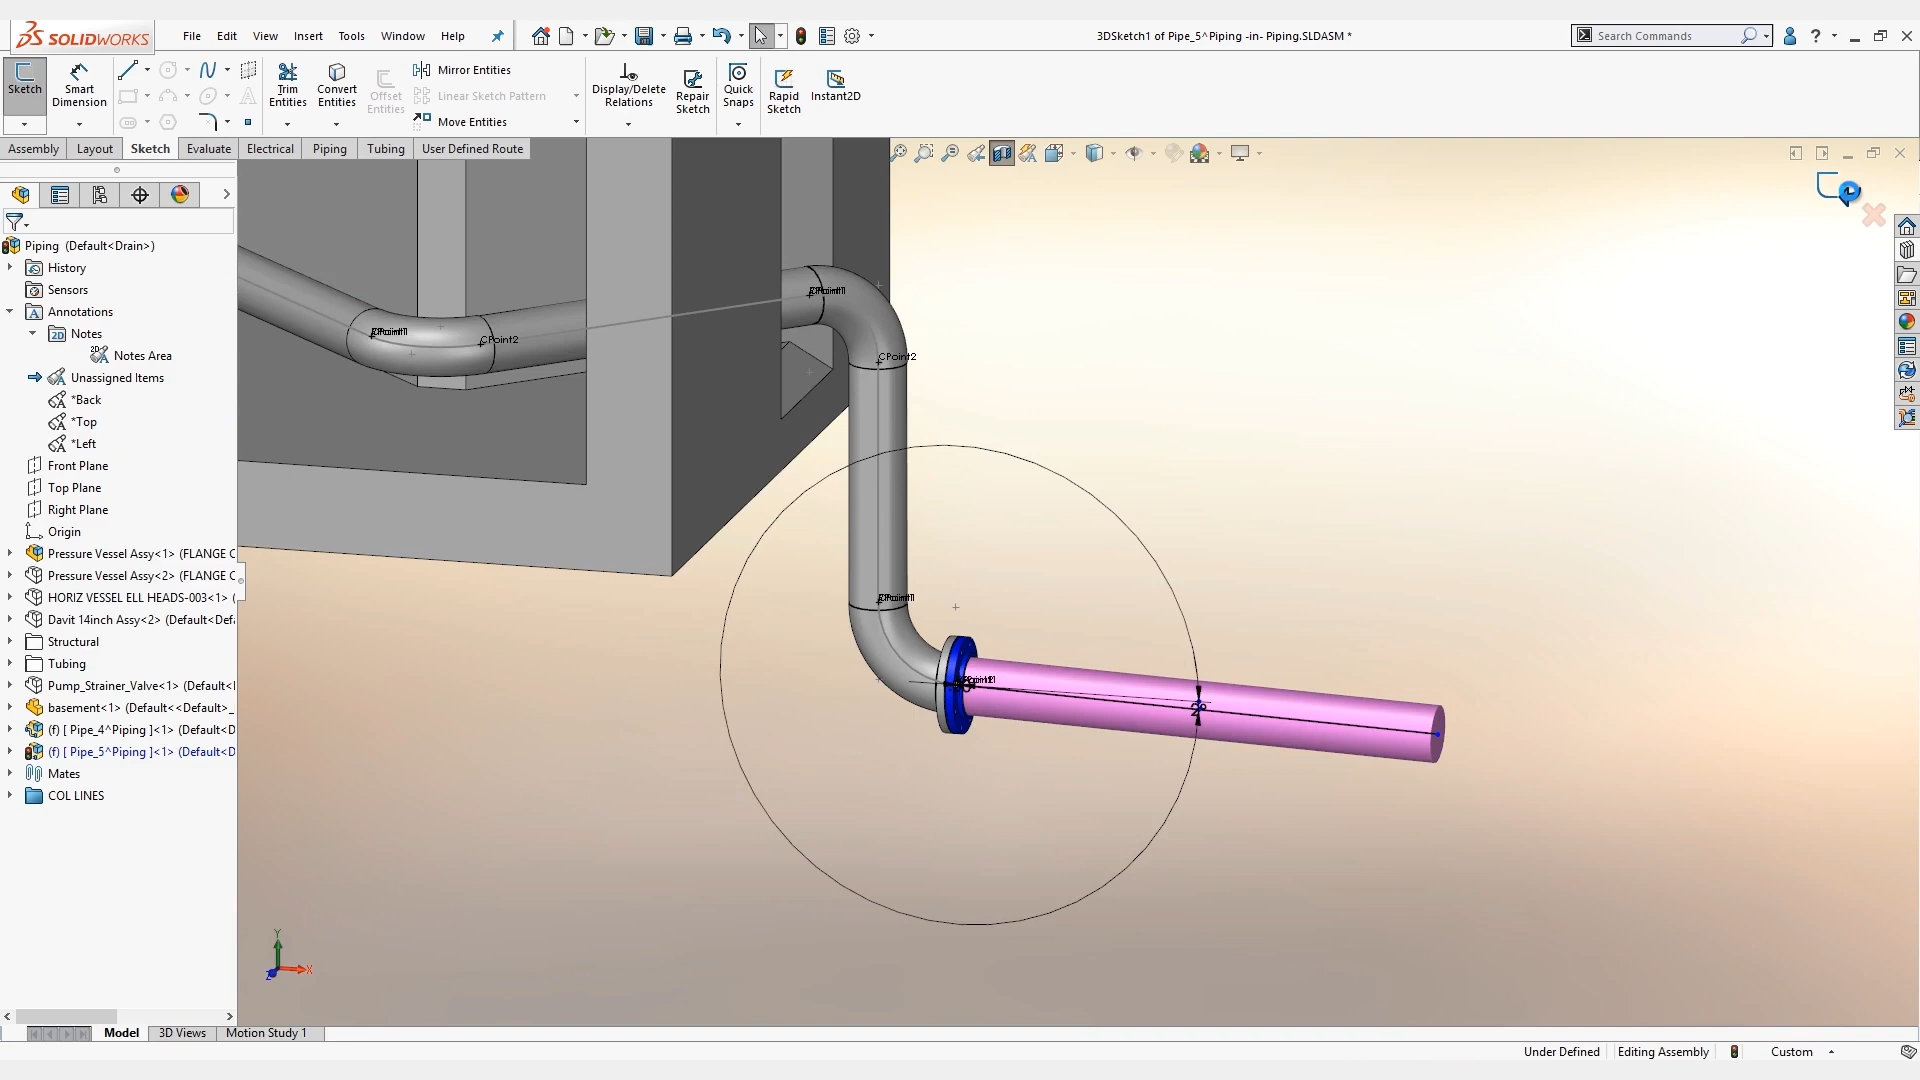 SOLIDWORKS
File Edit View Insert Tools Window Help
3DSketch1 of Pipe_5^Piping -in- Piping.SLDASM *
Search Commands
?
Sketch
Smart Dimension
Trim Entities
Convert Entities
Offset Entities
Mirror Entities
Linear Sketch Pattern
Move Entities
Display/Delete Relations
Repair Sketch
Quick Snaps
Rapid Sketch
Instant2D
Assembly Layout Sketch Evaluate Electrical Piping Tubing User Defined Route
Piping (Default<Drain>)
History
Sensors
Annotations
Notes
Notes Area
Unassigned Items
*Back
*Top
*Left
Front Plane
Top Plane
Right Plane
Origin
Pressure Vessel Assy<1> (FLANGE C
Pressure Vessel Assy<2> (FLANGE C
HORIZ VESSEL ELL HEADS-003<1> (
Davit 14inch Assy<2> (Default<Def
Structural
Tubing
Pump_Strainer_Valve<1> (Default<
basement<1> (Default<<Default>_
(f) [ Pipe_4^Piping ]<1> (Default<D
(f) [ Pipe_5^Piping ]<1> (Default<D
Mates
COL LINES
CPoint2
CPoint2
2°
Y
X
Z
Model 3D Views Motion Study 1
Under Defined Editing Assembly Custom